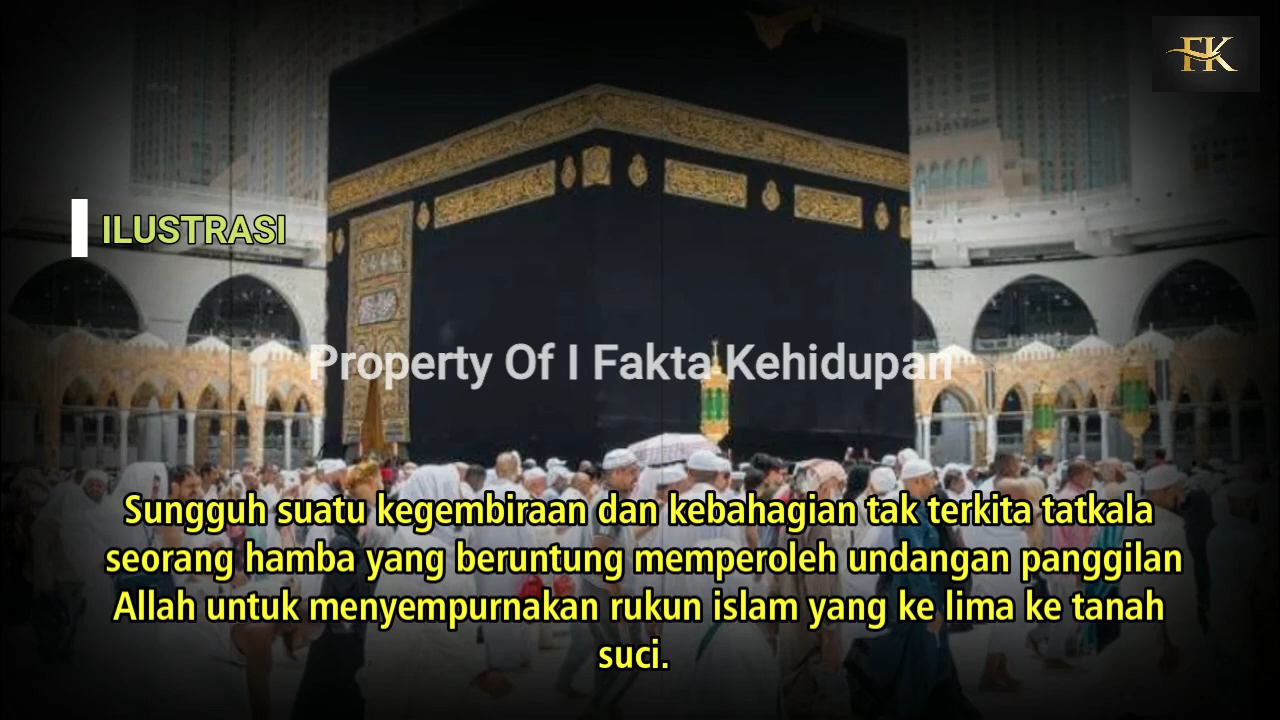 FK
ILUSTRASI
Property Of I Fakta Kehidupan
Sungguh suatu kegembiraan dan kebahagian tak terkita tatkala
seorang hamba yang beruntung memperoleh undangan panggilan
Allah untuk menyempurnakan rukun islam yang ke lima ke tanah
suci.